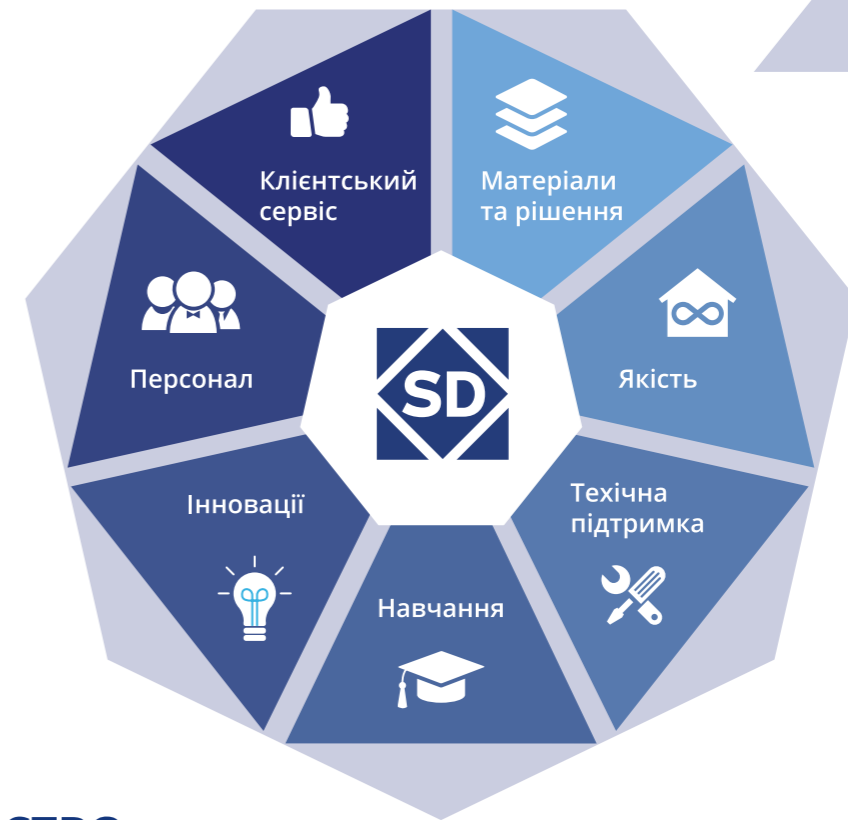 Клієнтський
сервіс
Матеріали
та рішення
Персонал
SD
Якість
Інновації
Техічна
підтримка
Навчання